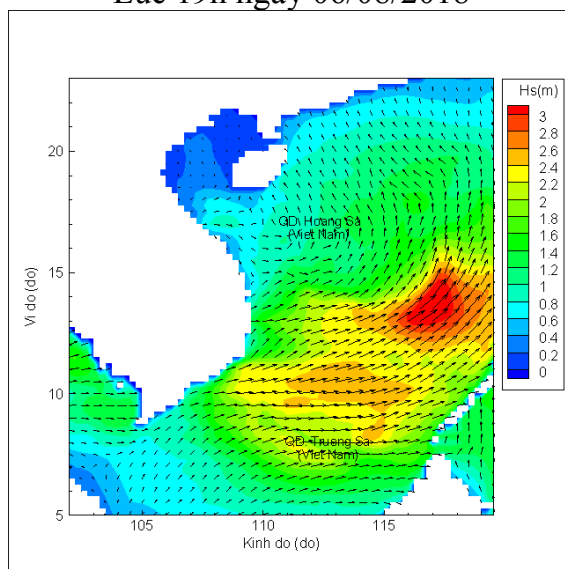 Lúc 19h ngày 06/08/2018
Hs(m)
3
2.8
2.6
2.4
2.2
2
1.8
1.6
1.4
1.2
1
0.8
0.6
0.4
0.2
0
20
15
10
5
Vi do (do)
QD. Hoang Sa
(Viet Nam)
QD. Truong Sa
(Viet Nam)
105
110
115
Kinh do (do)